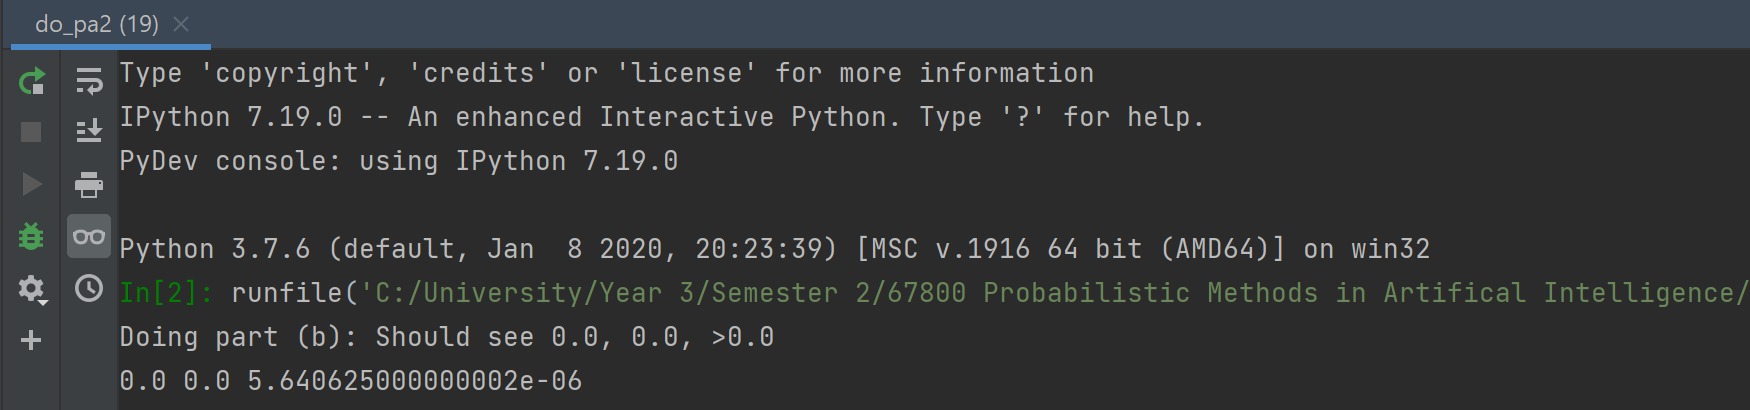 do_pa2 (19)
Type 'copyright', 'credits' or 'license' for more information
IPython 7.19.0 -- An enhanced Interactive Python. Type '?' for help.
PyDev console: using IPython 7.19.0
Python 3.7.6 (default, Jan  8 2020, 20:23:39) [MSC v.1916 64 bit (AMD64)] on win32
In[2]: runfile('C:/University/Year 3/Semester 2/67800 Probabilistic Methods in Artifical Intelligence/
Doing part (b): Should see 0.0, 0.0, >0.0
0.0 0.0 5.640625000000002e-06